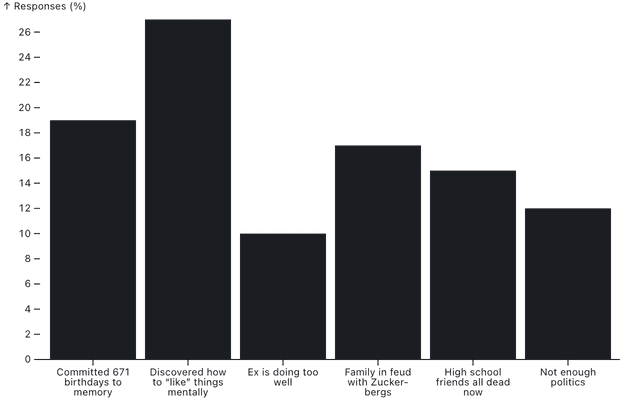 ↑ Responses (%)
26
24
22
20
18
16
14
12
10
8
6
4
2
0
Committed 671
birthdays to
memory
Discovered how
to “like” things
mentally
Ex is doing too
well
Family in feud
with Zucker-
bergs
High school
friends all dead
now
Not enough
politics